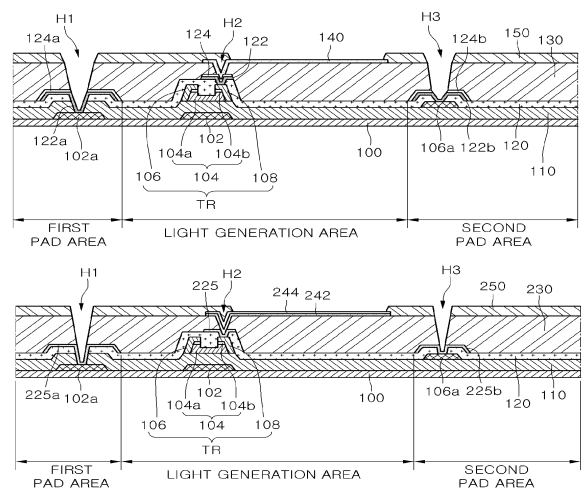 H1 H2 H3
124a 124 122 140 124b 150 130
122a 102a 102 106a 122b 120 110
106 104a 104b 108 100
104
TR
FIRST PAD AREA LIGHT GENERATION AREA SECOND PAD AREA
H1 225 H2 244 242 H3 250 230
225a 102a 102 106a 225b 120 110
106 104a 104b 108 100
104
TR
FIRST PAD AREA LIGHT GENERATION AREA SECOND PAD AREA